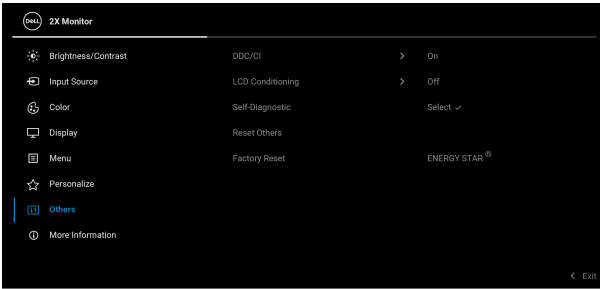 DELL 2X Monitor
Brightness/Contrast DDC/CI On
Input Source LCD Conditioning Off
Color Self-Diagnostic Select
Display Reset Others
Menu Factory Reset ENERGY STAR ®
Personalize
Others
More Information
Exit